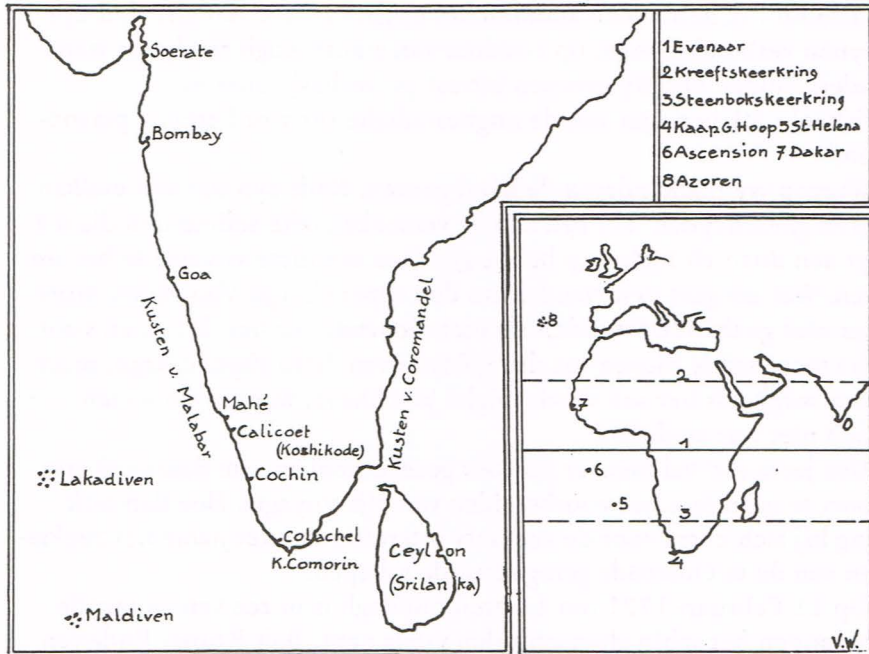 Soerate
Bombay
Goa
Kusten v. Malabar
Mahé
Calicoet
(Koshikode)
Cochin
Lakadiven
Colachel
K.Comorin
Maldiven
Kusten v. Coromandel
Ceylon
(Srilanka)
1 Evenaar
2 Kreeftskeerkring
3 Steenbokskeerkring
4 Kaap G. Hoop 5 St Helena
6 Ascension 7 Dakar
8 Azoren
8
2
7
1
6
5
3
4
V.W.